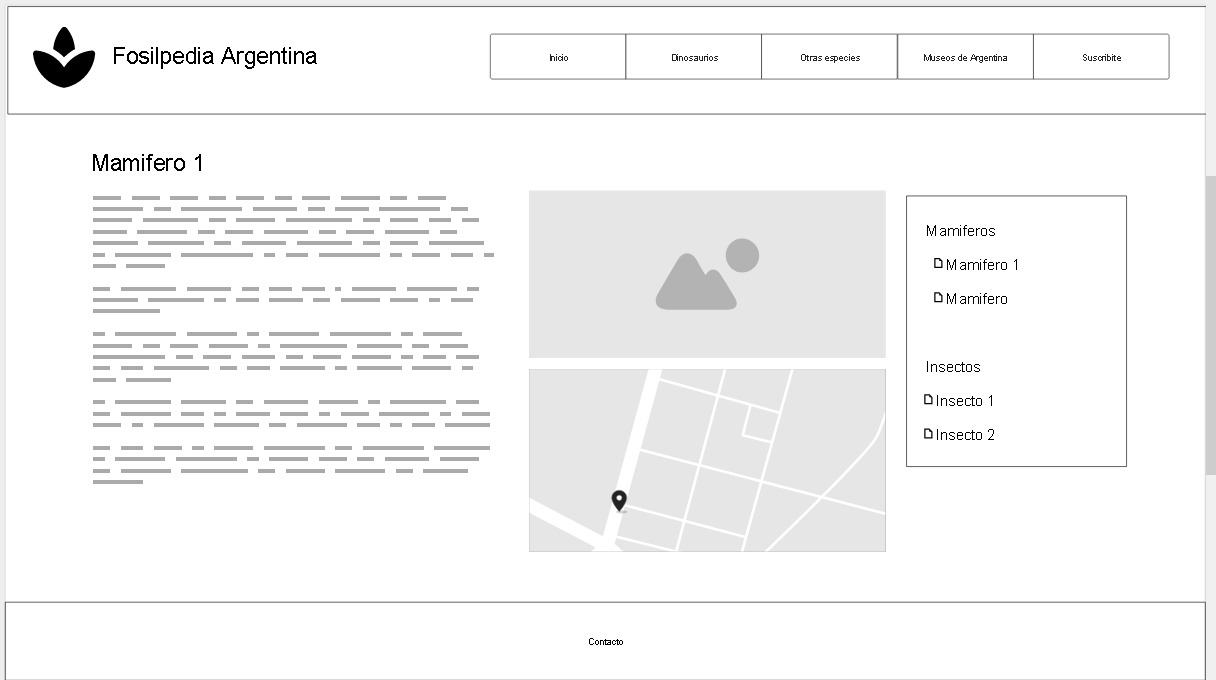 Fosilpedia Argentina
Inicio
Dinosaurios
Otras especies
Museos de Argentina
Suscribite
Mamifero 1
Mamiferos
Mamifero 1
Mamifero
Insectos
Insecto 1
Insecto 2
Contacto